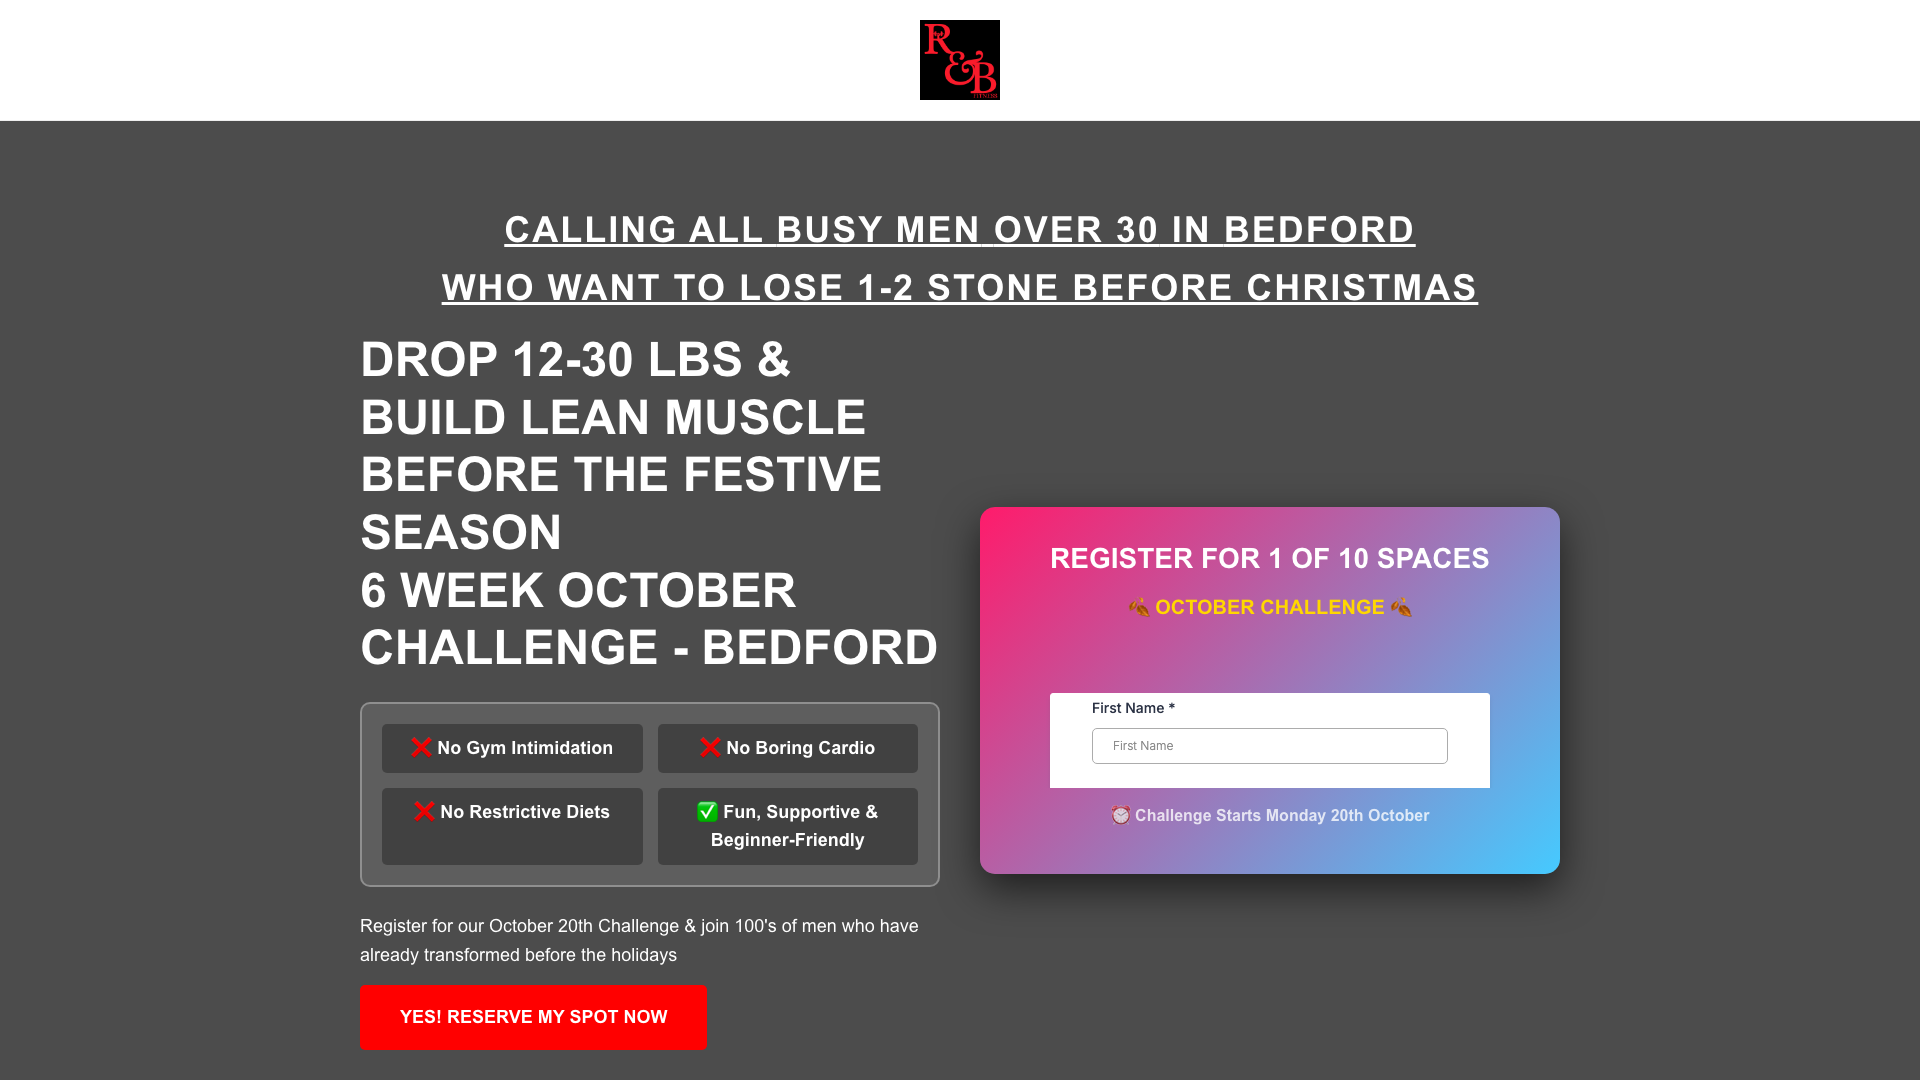 R
&B
CALLING ALL BUSY MEN OVER 30 IN BEDFORD
WHO WANT TO LOSE 1-2 STONE BEFORE CHRISTMAS
DROP 12-30 LBS &
BUILD LEAN MUSCLE
BEFORE THE FESTIVE
SEASON
6 WEEK OCTOBER
CHALLENGE - BEDFORD
❌ No Gym Intimidation
❌ No Boring Cardio
❌ No Restrictive Diets
✅ Fun, Supportive &
Beginner-Friendly
Register for our October 20th Challenge & join 100's of men who have
already transformed before the holidays
YES! RESERVE MY SPOT NOW
REGISTER FOR 1 OF 10 SPACES
🍂 OCTOBER CHALLENGE 🍂
First Name *
First Name
⏰ Challenge Starts Monday 20th October